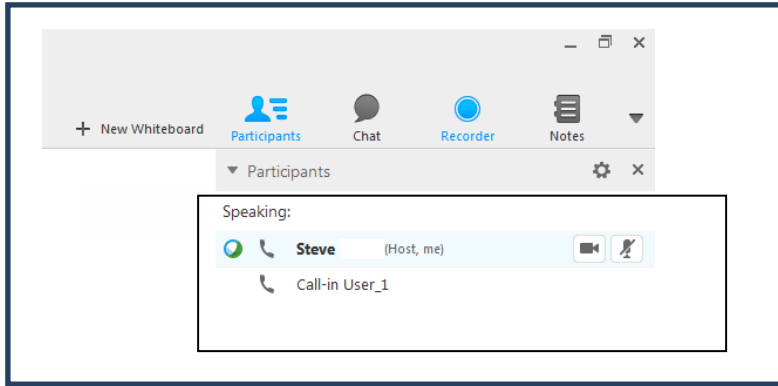 + New Whiteboard Participants Chat Recorder Notes
Participants
Speaking:
Steve (Host, me)
Call-in User_1